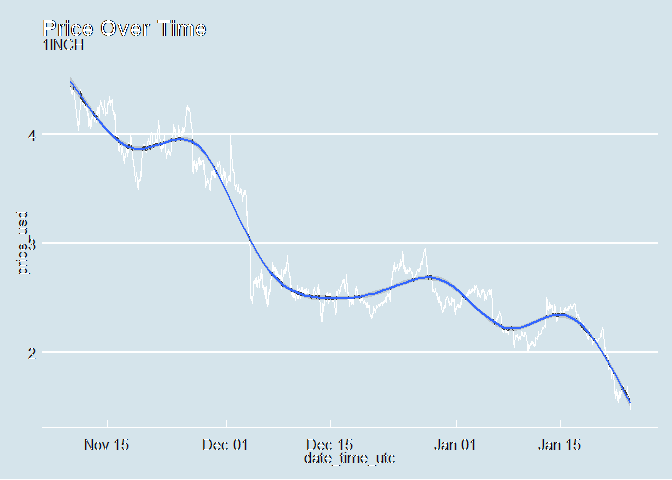 Price Over Time
1INCH
4
3
2
price_usd
Nov 15 Dec 01 Dec 15 Jan 01 Jan 15
date_time_utc